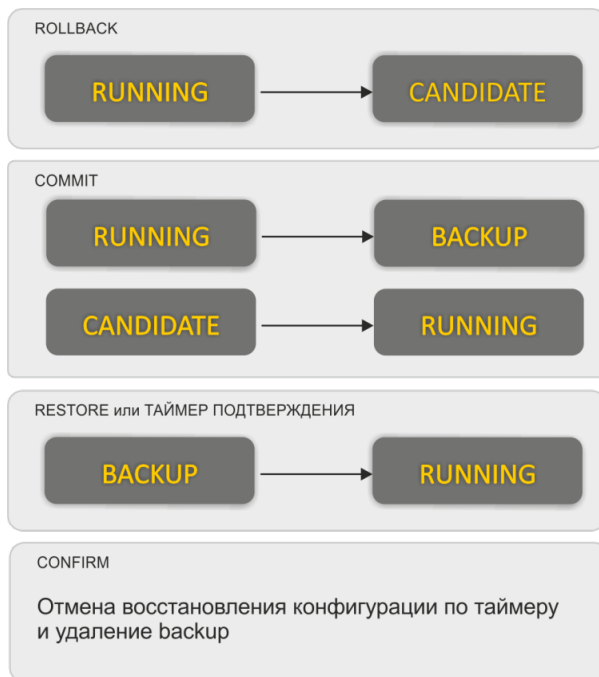 ROLLBACK
RUNNING
CANDIDATE
COMMIT
RUNNING
BACKUP
CANDIDATE
RUNNING
RESTORE или ТАЙМЕР ПОДТВЕРЖДЕНИЯ
BACKUP
RUNNING
CONFIRM
Отмена восстановления конфигурации по таймеру
и удаление backup